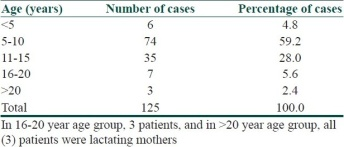 Age (years) Number of cases Percentage of cases
<5 6 4.8
5-10 74 59.2
11-15 35 28.0
16-20 7 5.6
>20 3 2.4
Total 125 100.0
In 16-20 year age group, 3 patients, and in >20 year age group, all
(3) patients were lactating mothers